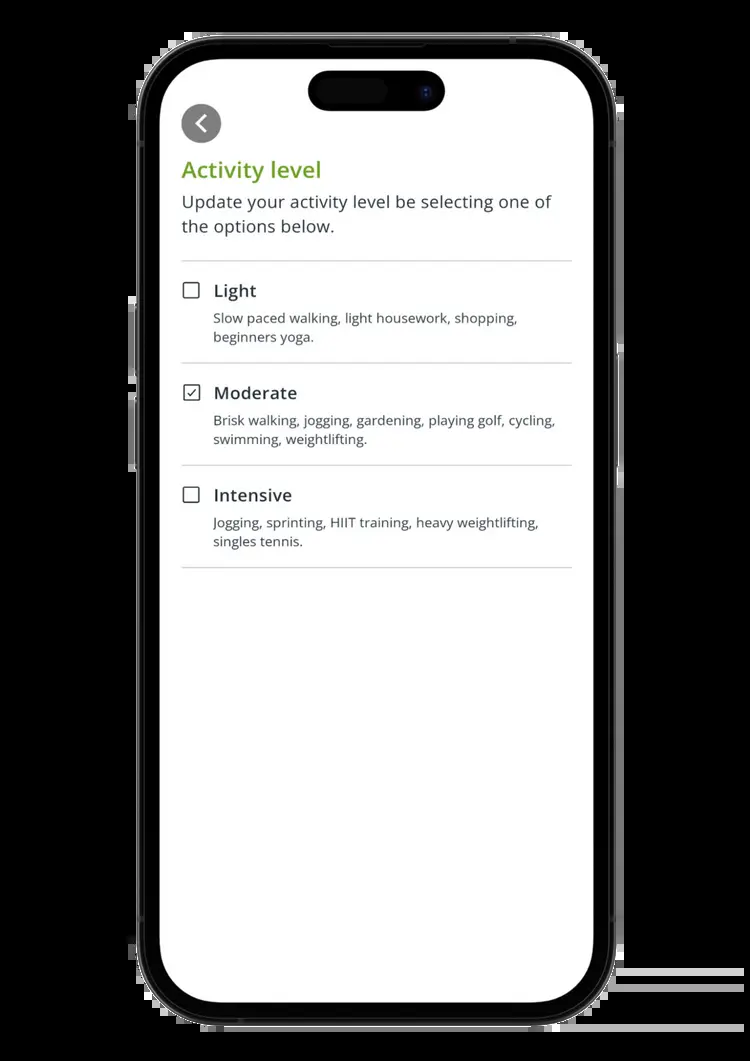 Activity level
Update your activity level be selecting one of
the options below.
Light
Slow paced walking, light housework, shopping,
beginners yoga.
Moderate
Brisk walking, jogging, gardening, playing golf, cycling,
swimming, weightlifting.
Intensive
Jogging, sprinting, HIIT training, heavy weightlifting,
singles tennis.